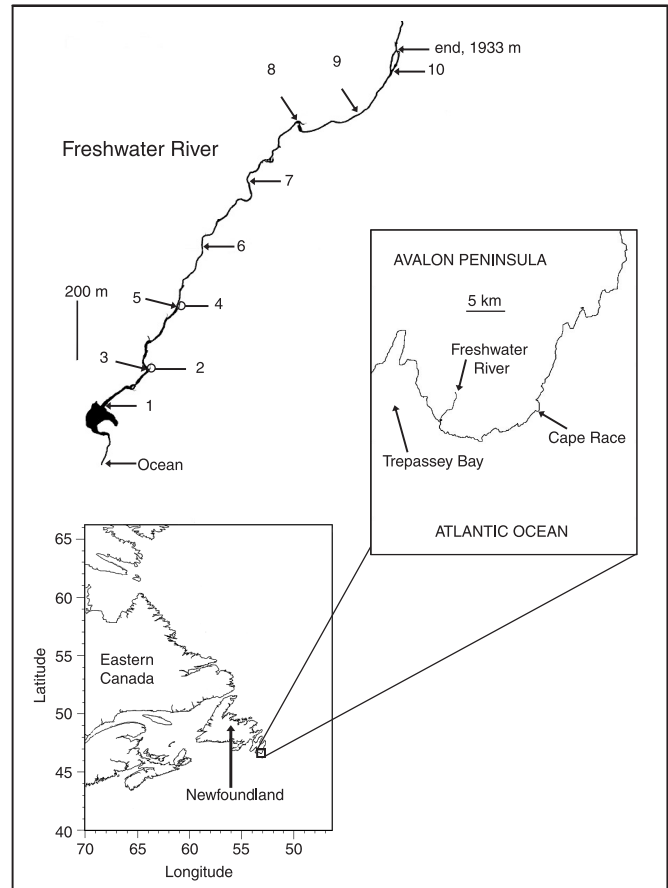 end, 1933 m
10
9
8
Freshwater River
7
6
200 m
5
4
3
2
1
Ocean
AVALON PENINSULA
5 km
Freshwater
River
Cape Race
Trepassey Bay
ATLANTIC OCEAN
65
60
55
50
45
40
Latitude
Eastern
Canada
Newfoundland
70
65
60
55
50
Longitude